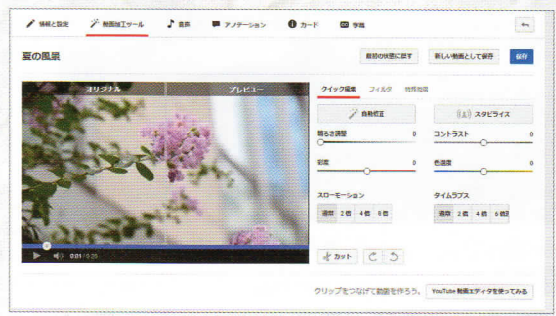 情報と設定 動画加工ツール 音声 アノテーション カード 字幕
夏の風景 最初の状態に戻す 新しい動画として保存 保存
オリジナル プレビュー
クイック編集 フィルタ 特殊効果
自動修正 スタビライズ
明るさ調整 0 コントラスト 0
彩度 0 色温度 0
スローモーション タイムラプス
通常 2倍 4倍 8倍 通常 2倍 4倍 6倍
0:01 / 0:26
カット
クリップをつなげて動画を作ろう。 YouTube 動画エディタを使ってみる